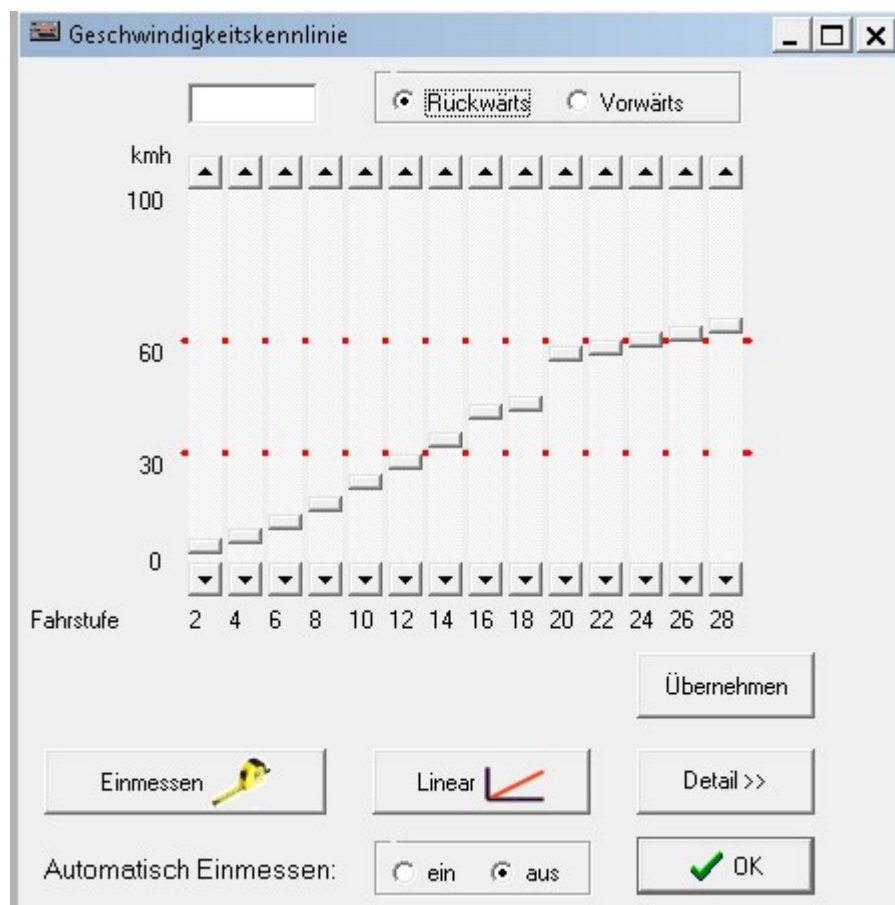 Geschwindigkeitskennlinie
Rückwärts Vorwärts
kmh
100
60
30
0
Fahrstufe 2 4 6 8 10 12 14 16 18 20 22 24 26 28
Übernehmen
Einmessen Linear Detail >>
Automatisch Einmessen: ein aus OK